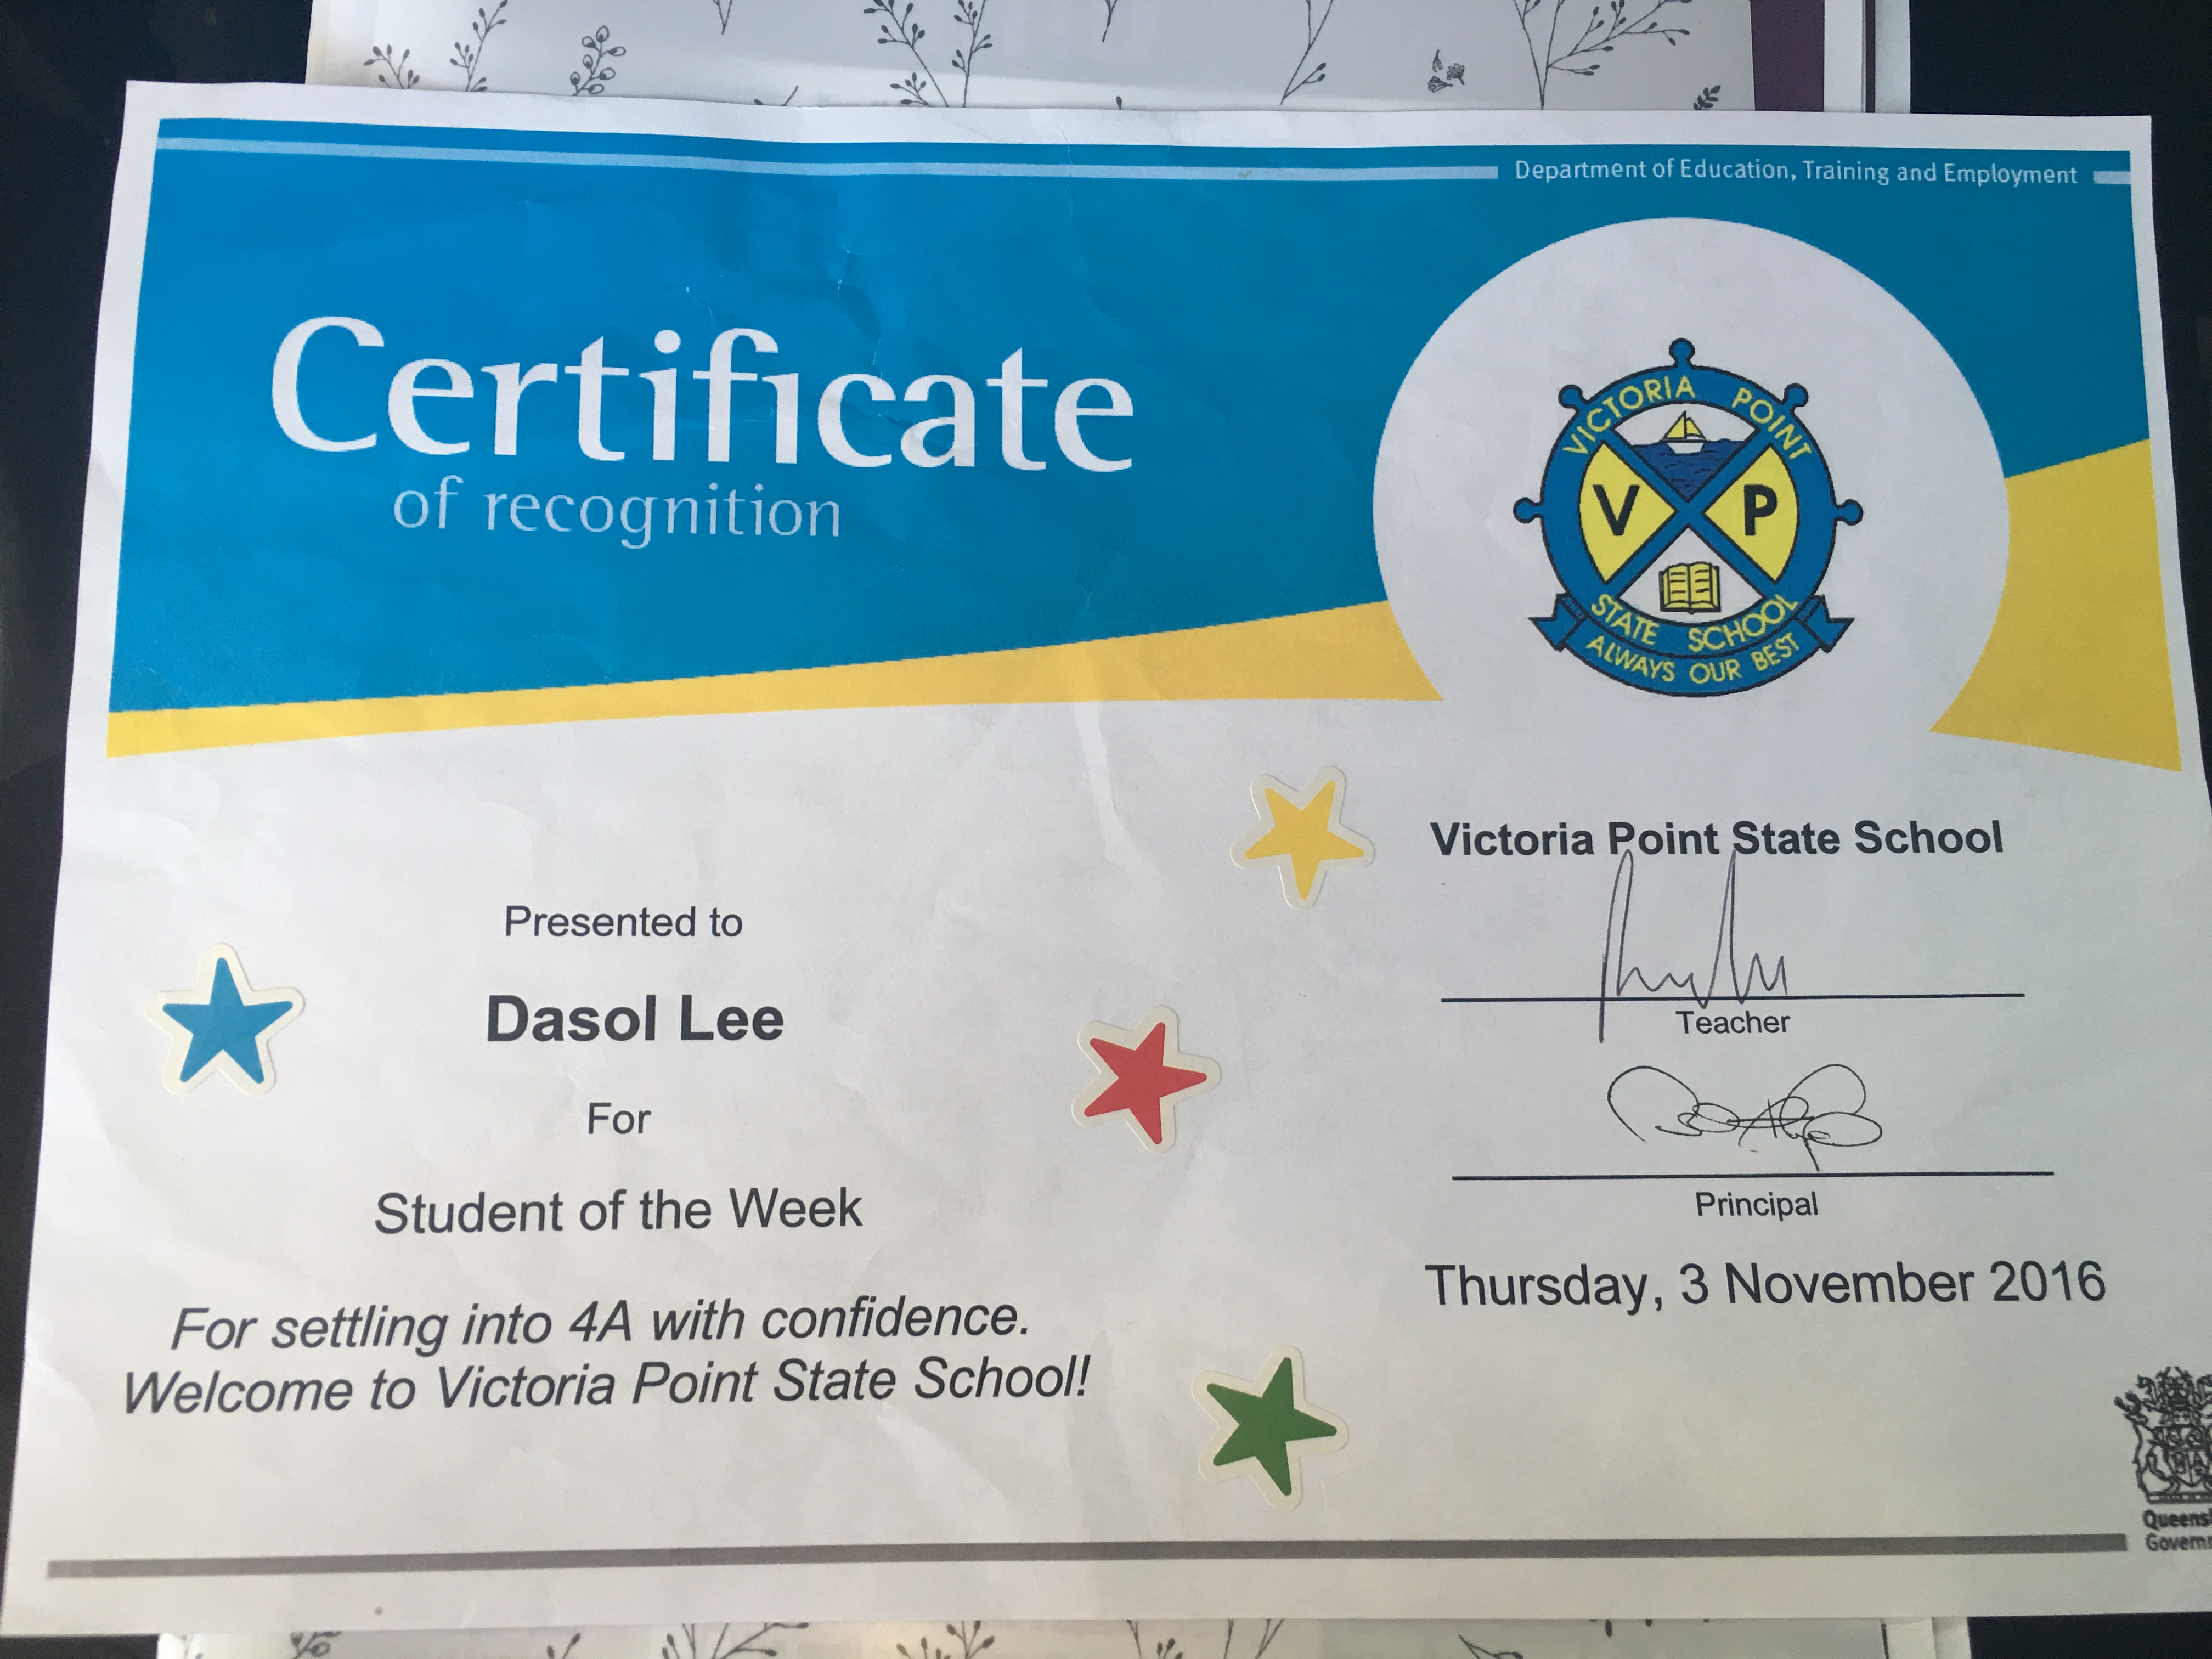 Department of Education, Training and Employment
Certificate
of recognition
VICTORIA POINT
V P
STATE SCHOOL
ALWAYS OUR BEST
Victoria Point State School
Teacher
Principal
Thursday, 3 November 2016
Presented to
Dasol Lee
For
Student of the Week
For settling into 4A with confidence.
Welcome to Victoria Point State School!
Queensl
Governm